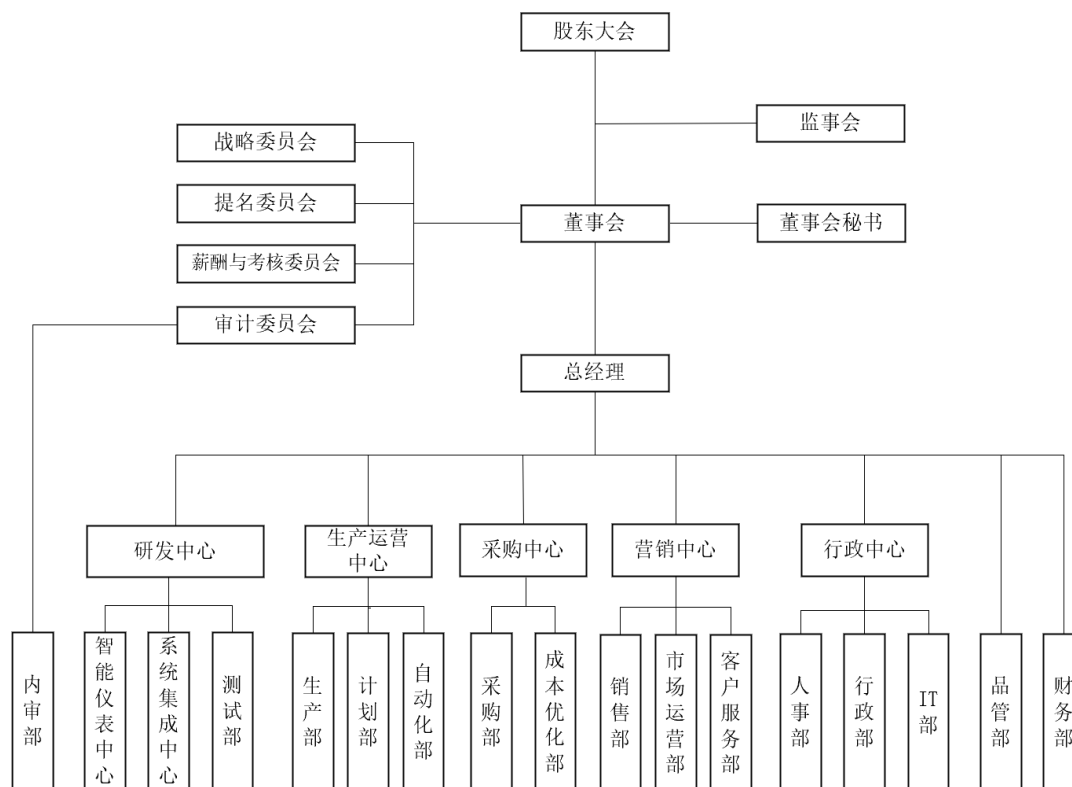 股东大会
监事会
战略委员会
提名委员会
董事会
董事会秘书
薪酬与考核委员会
审计委员会
总经理
研发中心
生产运营
中心
采购中心
营销中心
行政中心
内审部
智能仪表中心
系统集成中心
测试部
生产部
计划部
自动化部
采购部
成本优化部
销售部
市场运营部
客户服务部
人事部
行政部
IT部
品管部
财务部